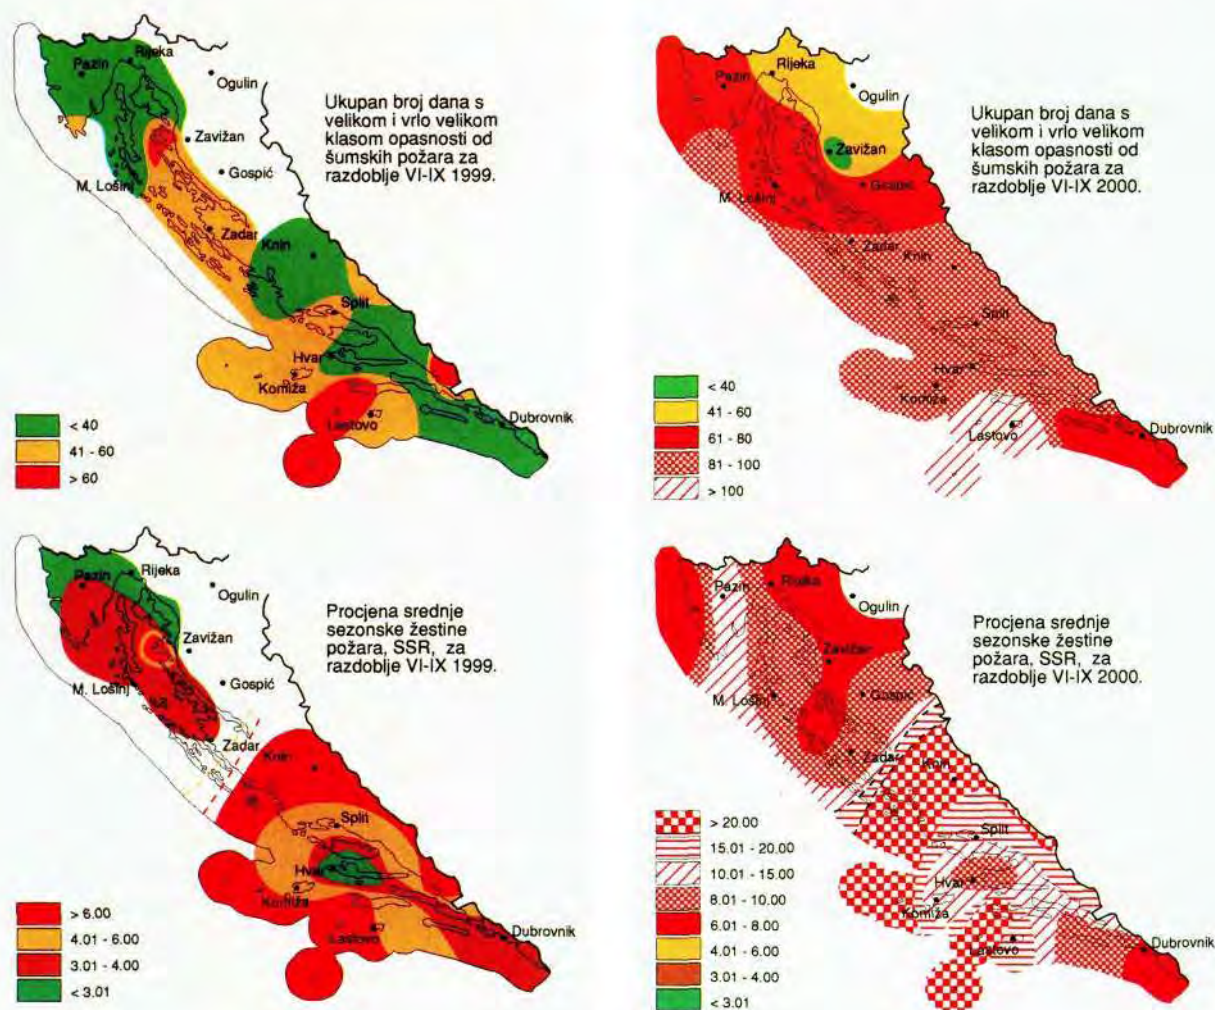 Rijeka
Pazin
Ogulin
Zavižan
Gospić
M. Lošinj
Zadar
Knin
Split
Hvar
Komiža
Lastovo
Dubrovnik
Ukupan broj dana s
velikom i vrlo velikom
klasom opasnosti od
šumskih požara za
razdoblje VI-IX 1999.
< 40
41 - 60
> 60
Rijeka
Pazin
Ogulin
Zavižan
Gospić
M. Lošinj
Zadar
Knin
Split
Hvar
Komiža
Lastovo
Dubrovnik
Ukupan broj dana s
velikom i vrlo velikom
klasom opasnosti od
šumskih požara za
razdoblje VI-IX 2000.
< 40
41 - 60
61 - 80
81 - 100
> 100
Rijeka
Pazin
Ogulin
Zavižan
Gospić
M. Lošinj
Zadar
Knin
Split
Hvar
Komiža
Lastovo
Dubrovnik
Procjena srednje
sezonske žestine
požara, SSR, za
razdoblje VI-IX 1999.
> 6.00
4.01 - 6.00
3.01 - 4.00
< 3.01
Rijeka
Pazin
Ogulin
Zavižan
Gospić
M. Lošinj
Zadar
Knin
Split
Hvar
Komiža
Lastovo
Dubrovnik
Procjena srednje
sezonske žestine
požara, SSR, za
razdoblje VI-IX 2000.
> 20.00
15.01 - 20.00
10.01 - 15.00
8.01 - 10.00
6.01 - 8.00
4.01 - 6.00
3.01 - 4.00
< 3.01